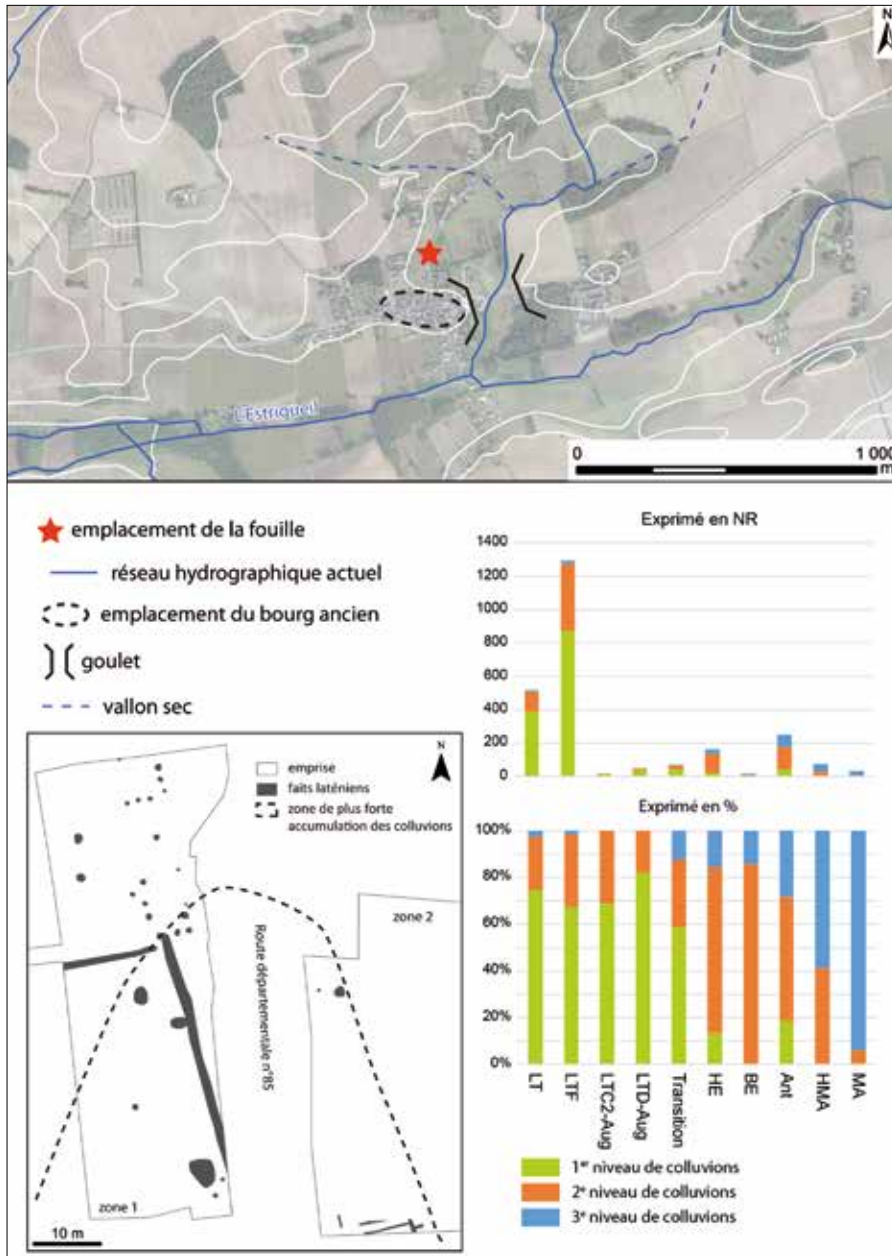 N
L'Estrigueil
0 1 000
m
emplacement de la fouille
réseau hydrographique actuel
emplacement du bourg ancien
goulet
vallon sec
N
emprise
faits laténiens
zone de plus forte
accumulation des colluvions
zone 2
Route départementale n°85
zone 1
10 m
Exprimé en NR
1400
1200
1000
800
600
400
200
0
Exprimé en %
100%
80%
60%
40%
20%
0%
LT
LTF
LTC2-Aug
LTD-Aug
Transition
HE
BE
Ant
HMA
MA
1er niveau de colluvions
2e niveau de colluvions
3e niveau de colluvions